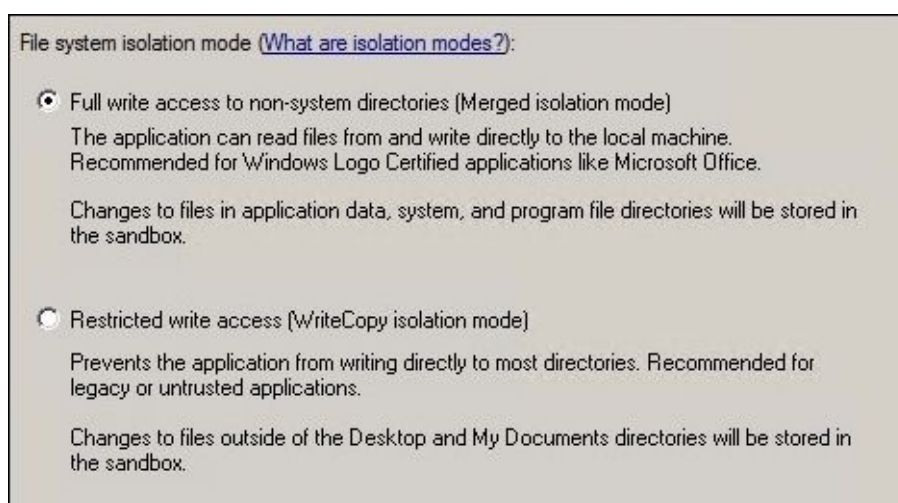 File system isolation mode (What are isolation modes?):
Full write access to non-system directories (Merged isolation mode)
The application can read files from and write directly to the local machine.
Recommended for Windows Logo Certified applications like Microsoft Office.
Changes to files in application data, system, and program file directories will be stored in
the sandbox.
Restricted write access (WriteCopy isolation mode)
Prevents the application from writing directly to most directories. Recommended for
legacy or untrusted applications.
Changes to files outside of the Desktop and My Documents directories will be stored in
the sandbox.